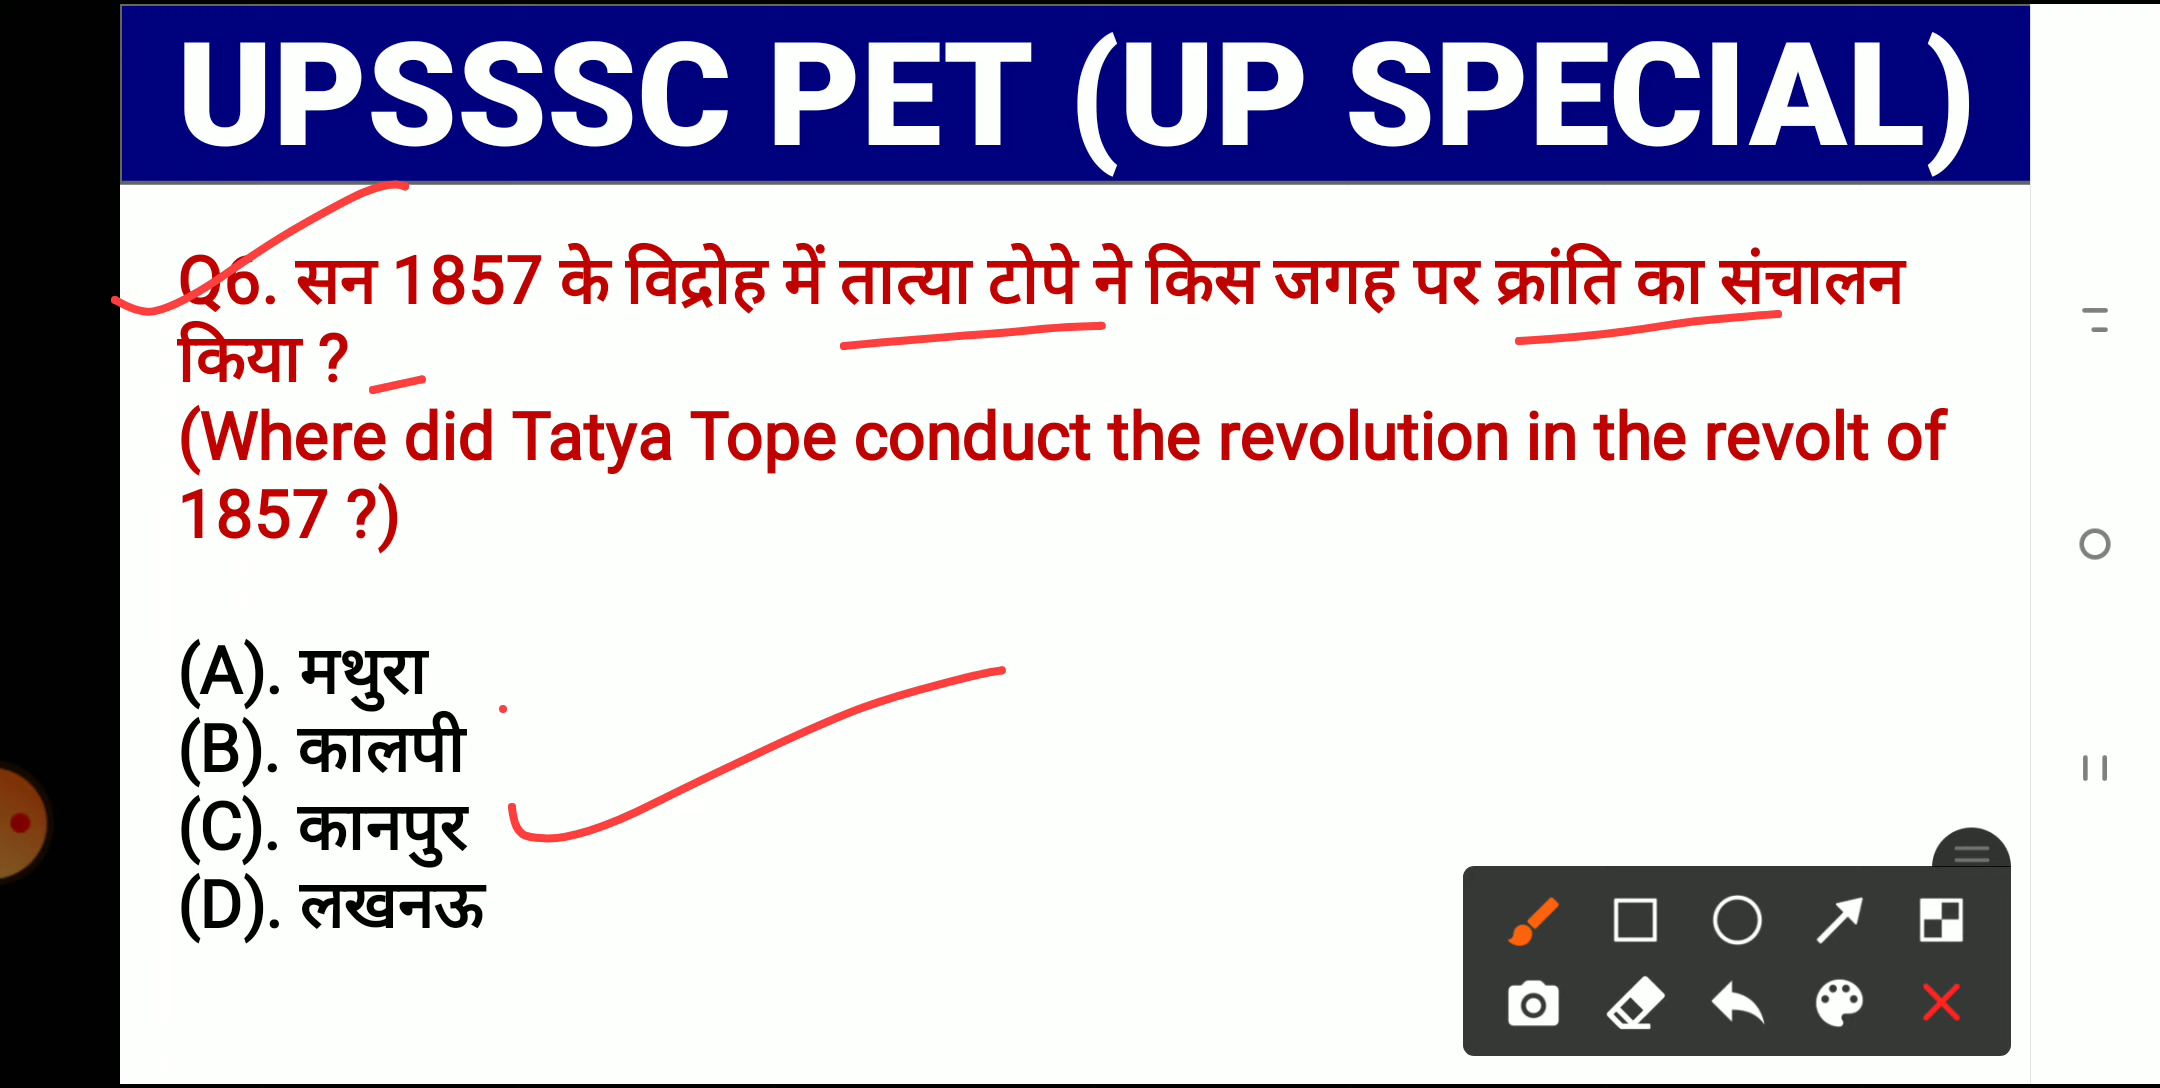 UPSSSC PET (UP SPECIAL)
Q6. सन 1857 के विद्रोह में तात्या टोपे ने किस जगह पर क्रांति का संचालन
किया ?
(Where did Tatya Tope conduct the revolution in the revolt of
1857 ?)
(A). मथुरा
(B). कालपी
(C). कानपुर
(D). लखनऊ